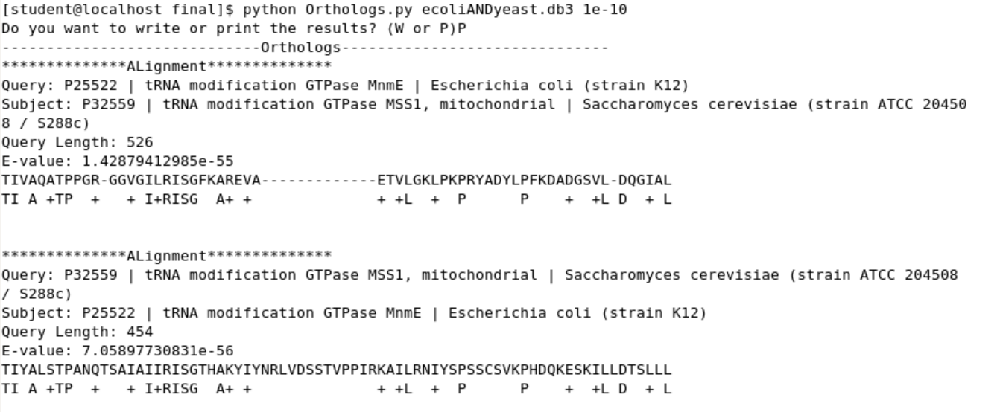 [student@localhost final]$ python Orthologs.py ecoliANDyeast.db3 1e-10
Do you want to write or print the results? (W or P)P
-----------------------------Orthologs------------------------------
**************ALignment**************
Query: P25522 | tRNA modification GTPase MnmE | Escherichia coli (strain K12)
Subject: P32559 | tRNA modification GTPase MSS1, mitochondrial | Saccharomyces cerevisiae (strain ATCC 20450
8 / S288c)
Query Length: 526
E-value: 1.42879412985e-55
TIVAQATPPGR-GGVGILRISGFKAREVA-------------ETVLGKLPKPRYADYLPFKDADGSVL-DQGIAL
TI A +TP  +   + I+RISG  A+ +              + +L  +  P      P    +  +L D  + L
**************ALignment**************
Query: P32559 | tRNA modification GTPase MSS1, mitochondrial | Saccharomyces cerevisiae (strain ATCC 204508
/ S288c)
Subject: P25522 | tRNA modification GTPase MnmE | Escherichia coli (strain K12)
Query Length: 454
E-value: 7.05897730831e-56
TIYALSTPANQTSAIAIIRISGTHAKYIYNRLVDSSTVPPIRKAILRNIYSPSSCSVKPHDQKESKILLDTSLLL
TI A +TP  +   + I+RISG  A+ +              + +L  +  P      P    +  +L D  + L